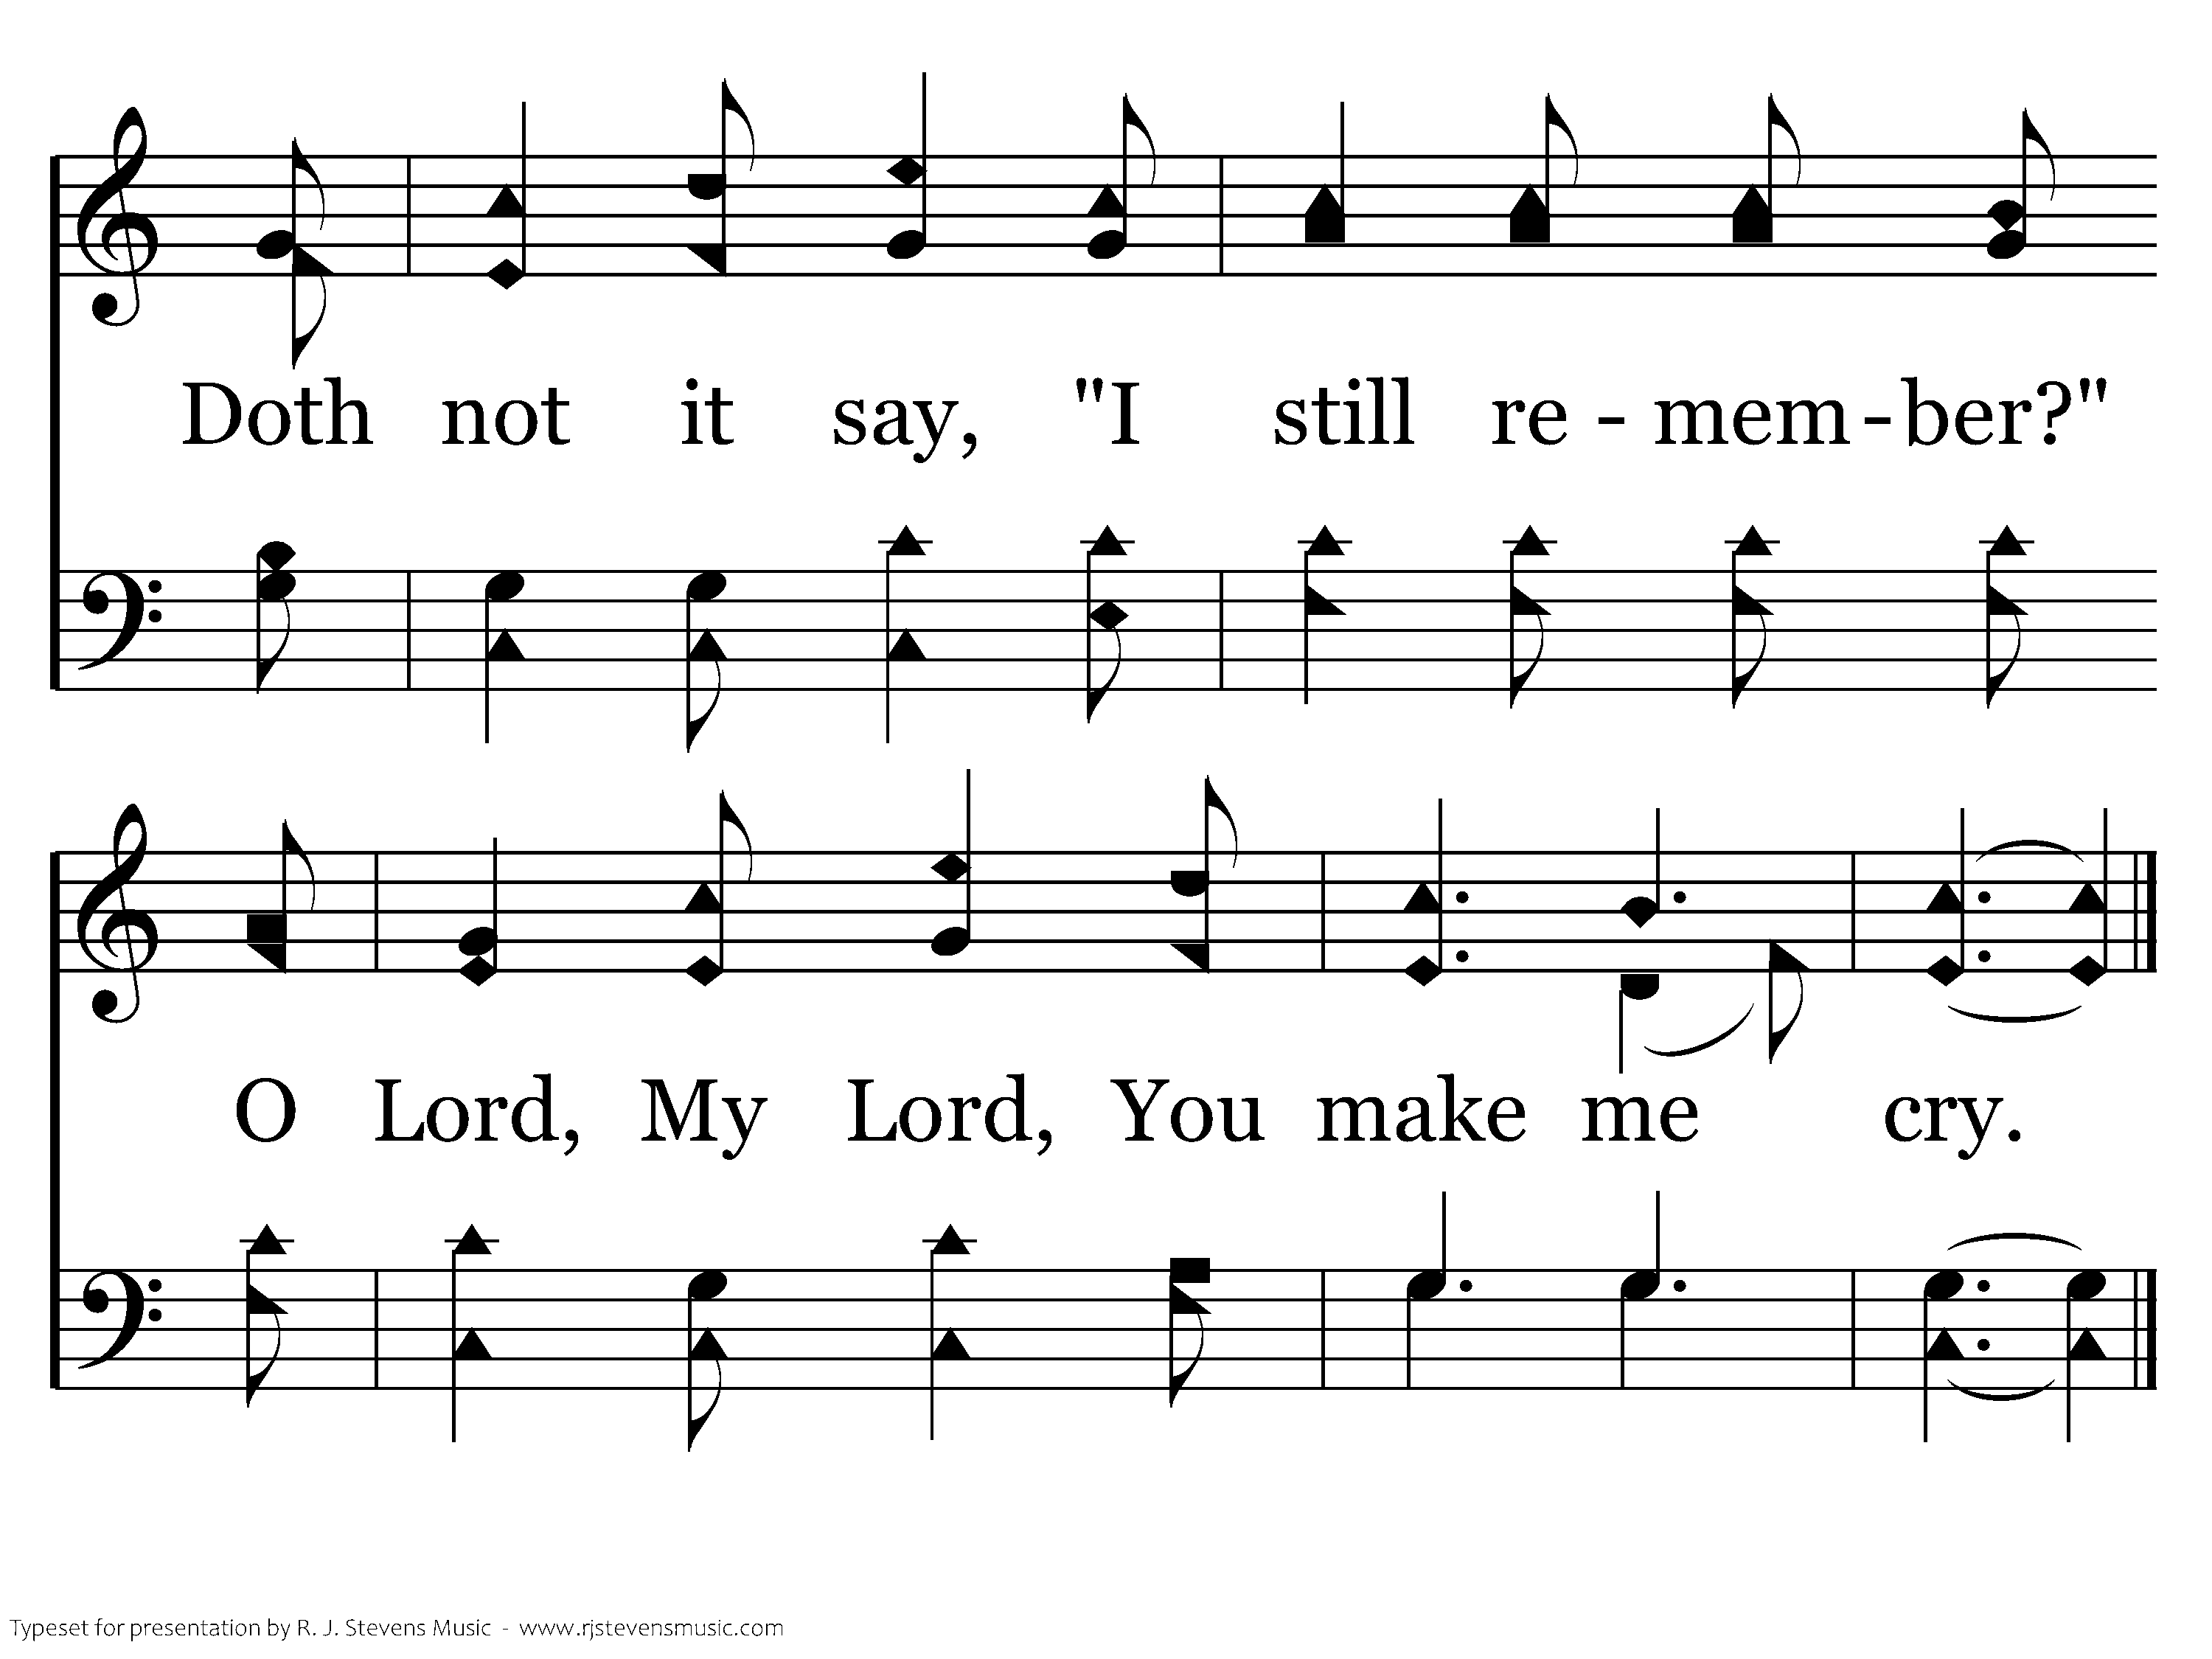 Doth not it say, "I still re - mem - ber?"
O Lord, My Lord, You make me cry.
Typeset for presentation by R. J. Stevens Music - www.rjstevensmusic.com